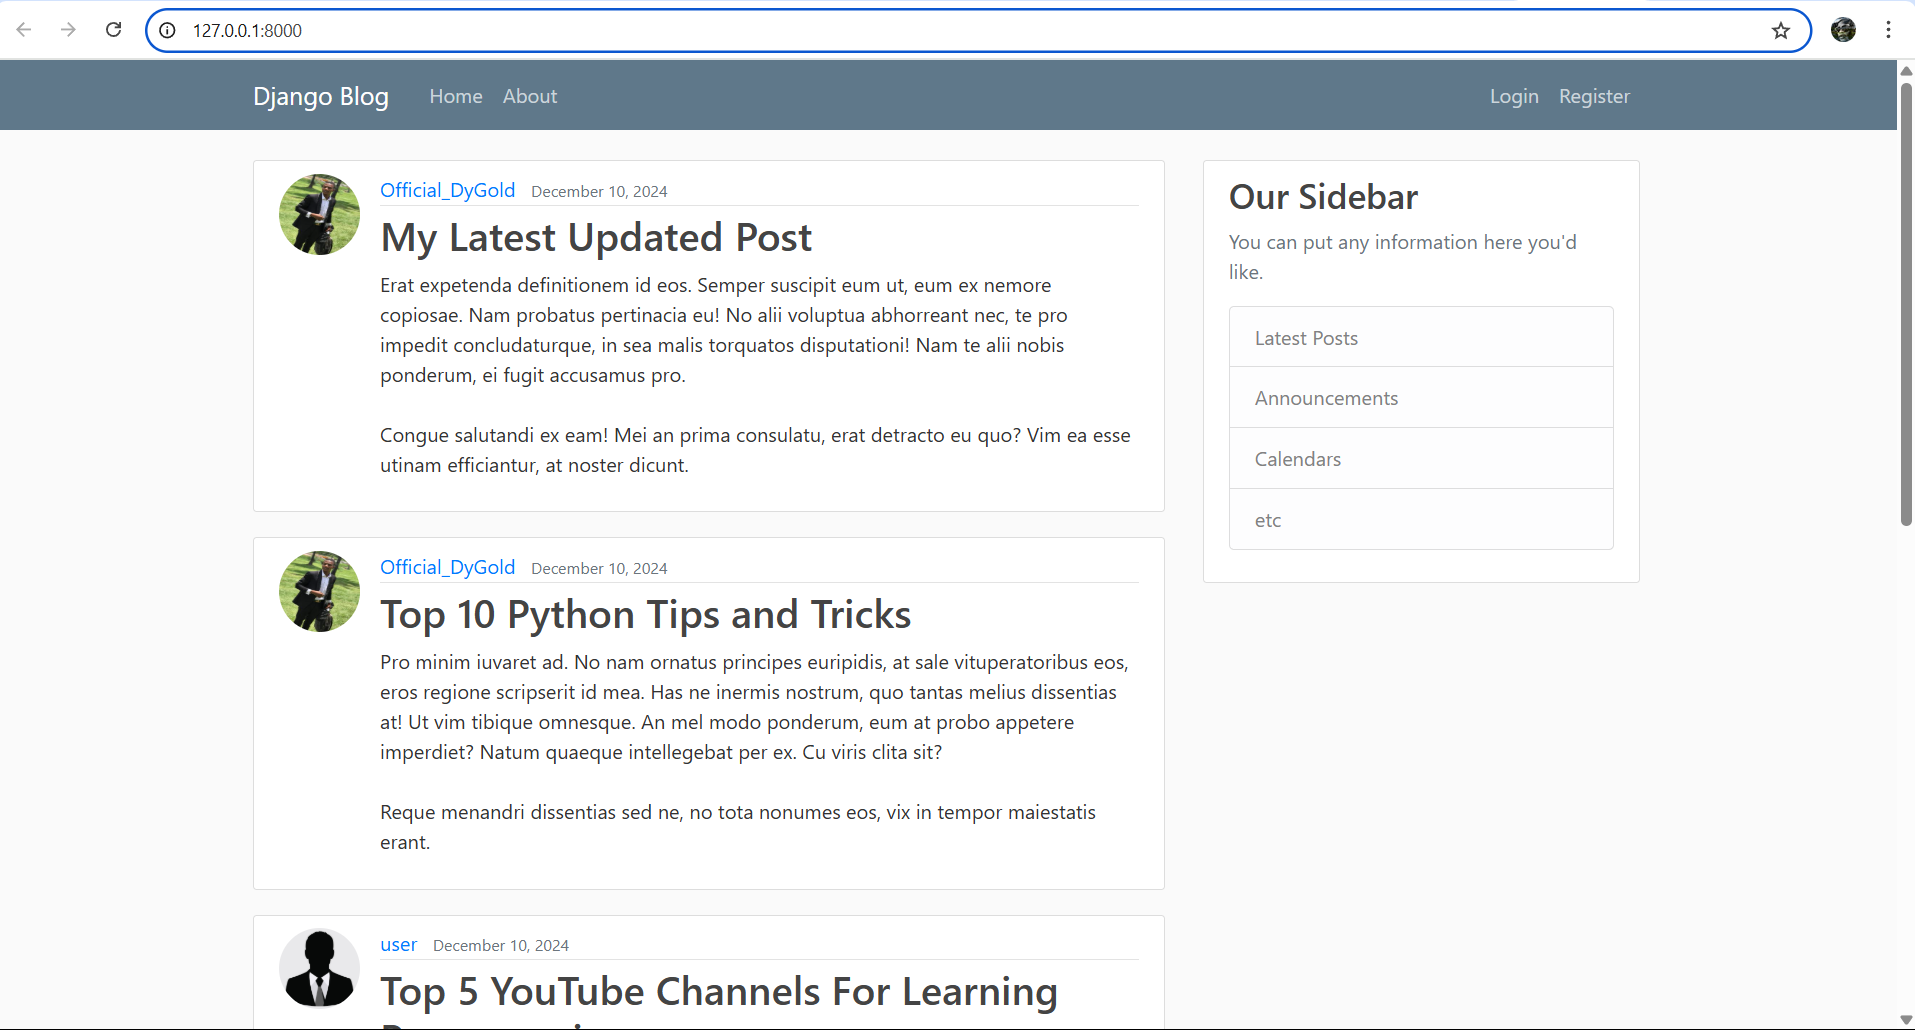 127.0.0.1:8000
Django Blog Home About Login Register
Official_DyGold December 10, 2024
My Latest Updated Post
Erat expetenda definitionem id eos. Semper suscipit eum ut, eum ex nemore
copiosae. Nam probatus pertinacia eu! No alii voluptua abhorreant nec, te pro
impedit concludaturque, in sea malis torquatos disputationi! Nam te alii nobis
ponderum, ei fugit accusamus pro.
Congue salutandi ex eam! Mei an prima consulatu, erat detracto eu quo? Vim ea esse
utinam efficiantur, at noster dicunt.
Official_DyGold December 10, 2024
Top 10 Python Tips and Tricks
Pro minim iuvaret ad. No nam ornatus principes euripidis, at sale vituperatoribus eos,
eros regione scripserit id mea. Has ne inermis nostrum, quo tantas melius dissentias
at! Ut vim tibique omnesque. An mel modo ponderum, eum at probo appetere
imperdiet? Natum quaeque intellegebat per ex. Cu viris clita sit?
Reque menandri dissentias sed ne, no tota nonumes eos, vix in tempor maiestatis
erant.
user December 10, 2024
Top 5 YouTube Channels For Learning
Our Sidebar
You can put any information here you'd
like.
Latest Posts
Announcements
Calendars
etc